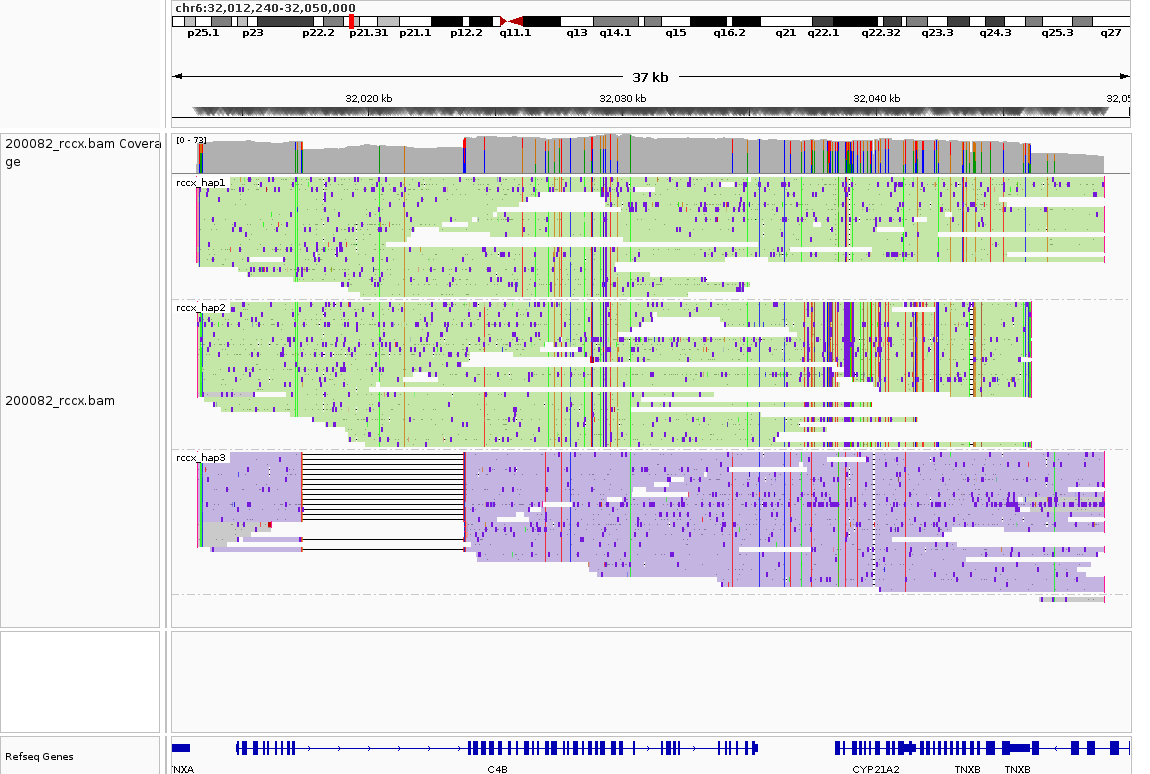 chr6:32,012,240-32,050,000
p25.1 p23 p22.2 p21.31 p21.1 p12.2 q11.1 q13 q14.1 q15 q16.2 q21 q22.1 q22.32 q23.3 q24.3 q25.3 q27
37 kb
32,020 kb 32,030 kb 32,040 kb 32,05
200082_rccx.bam Covera
ge
[0 - 73]
rccx_hap1
rccx_hap2
200082_rccx.bam
rccx_hap3
Refseq Genes
TNXA C4B CYP21A2 TNXB TNXB